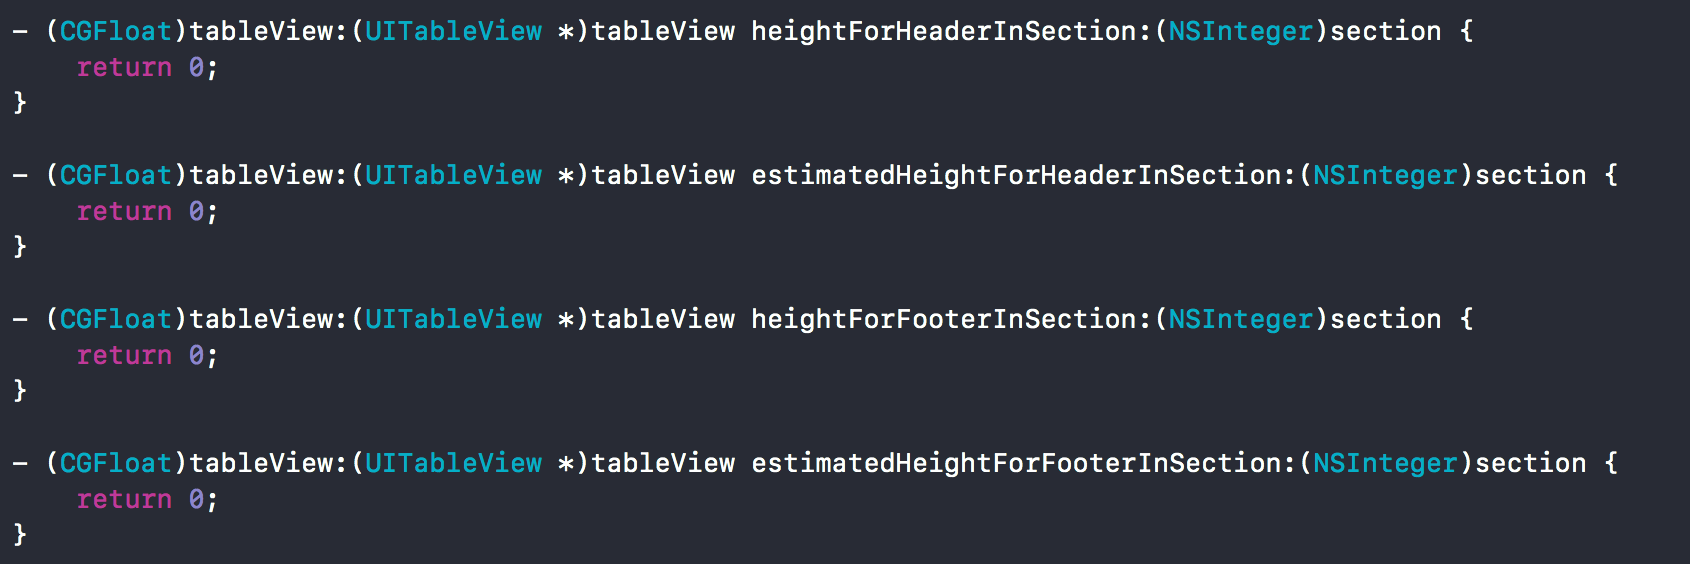 - (CGFloat)tableView:(UITableView *)tableView heightForHeaderInSection:(NSInteger)section {
    return 0;
}

- (CGFloat)tableView:(UITableView *)tableView estimatedHeightForHeaderInSection:(NSInteger)section {
    return 0;
}

- (CGFloat)tableView:(UITableView *)tableView heightForFooterInSection:(NSInteger)section {
    return 0;
}

- (CGFloat)tableView:(UITableView *)tableView estimatedHeightForFooterInSection:(NSInteger)section {
    return 0;
}